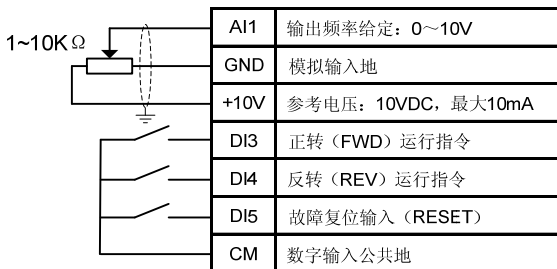 1~10KΩ
AI1 输出频率给定：0～10V
GND 模拟输入地
+10V 参考电压：10VDC，最大10mA
DI3 正转（FWD）运行指令
DI4 反转（REV）运行指令
DI5 故障复位输入（RESET）
CM 数字输入公共地